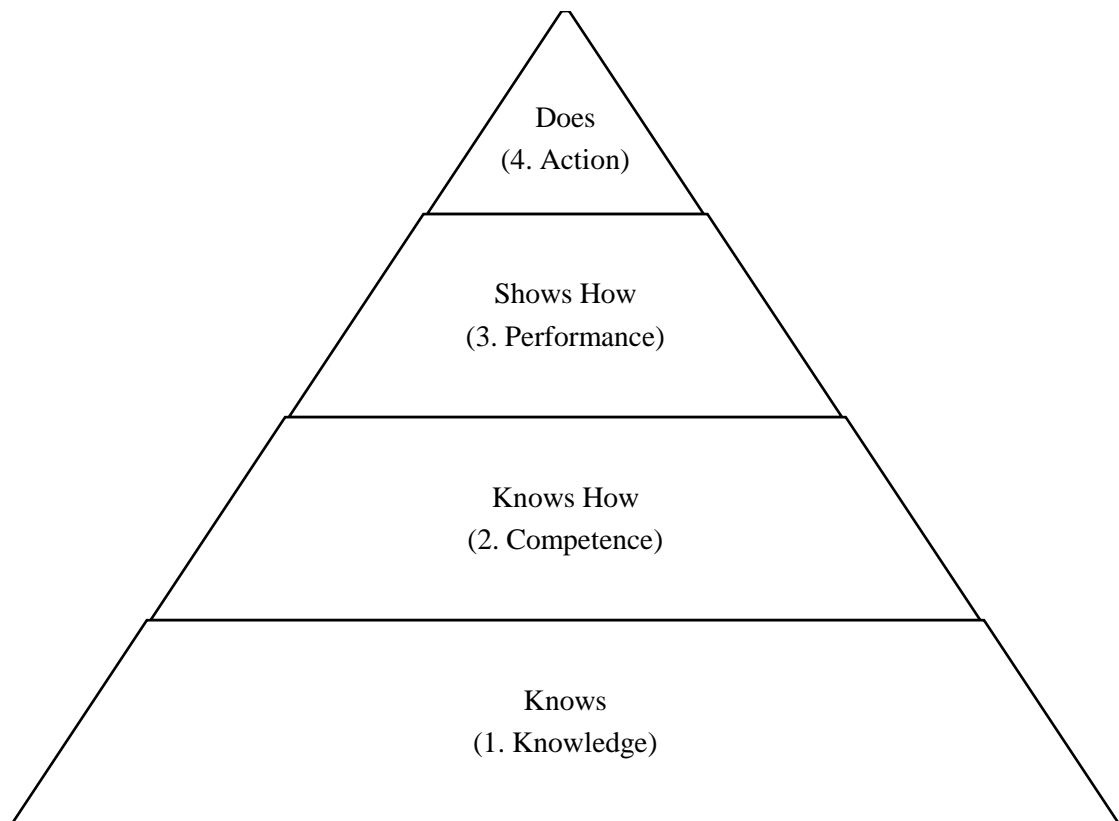 Does
(4. Action)
Shows How
(3. Performance)
Knows How
(2. Competence)
Knows
(1. Knowledge)